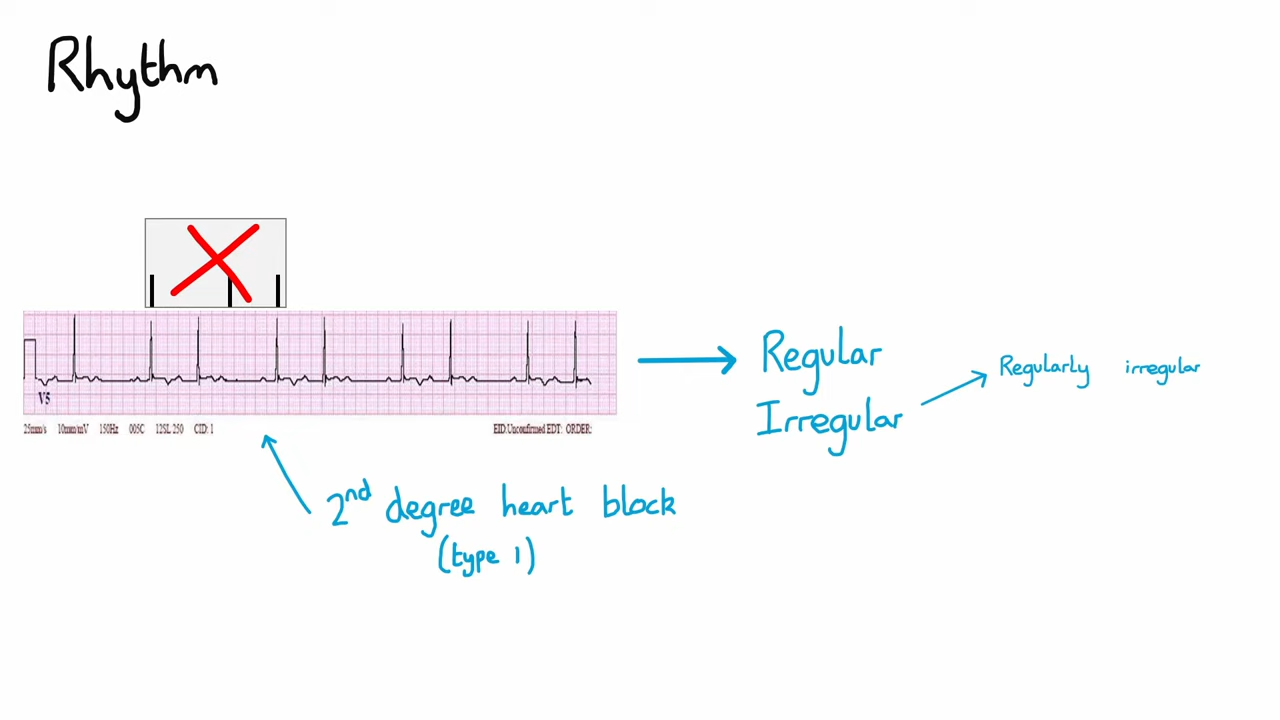 Rhythm
V5
25mm/s 10mm/mV 150Hz 005C 12SL 250 CID: 1 EID:Unconfirmed EDT: ORDER:
Regular
Irregular
Regularly irregular
2nd degree heart block
(type 1)